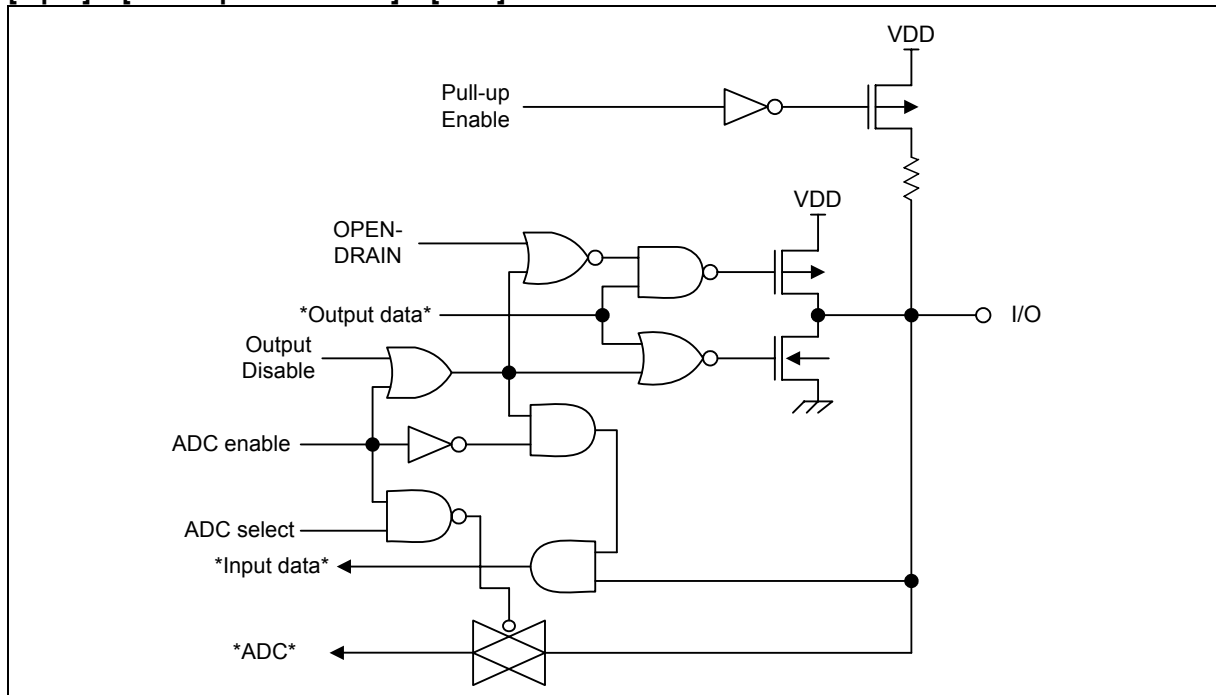 VDD
Pull-up
Enable
VDD
OPEN-
DRAIN
*Output data*
I/O
Output
Disable
ADC enable
ADC select
*Input data*
*ADC*